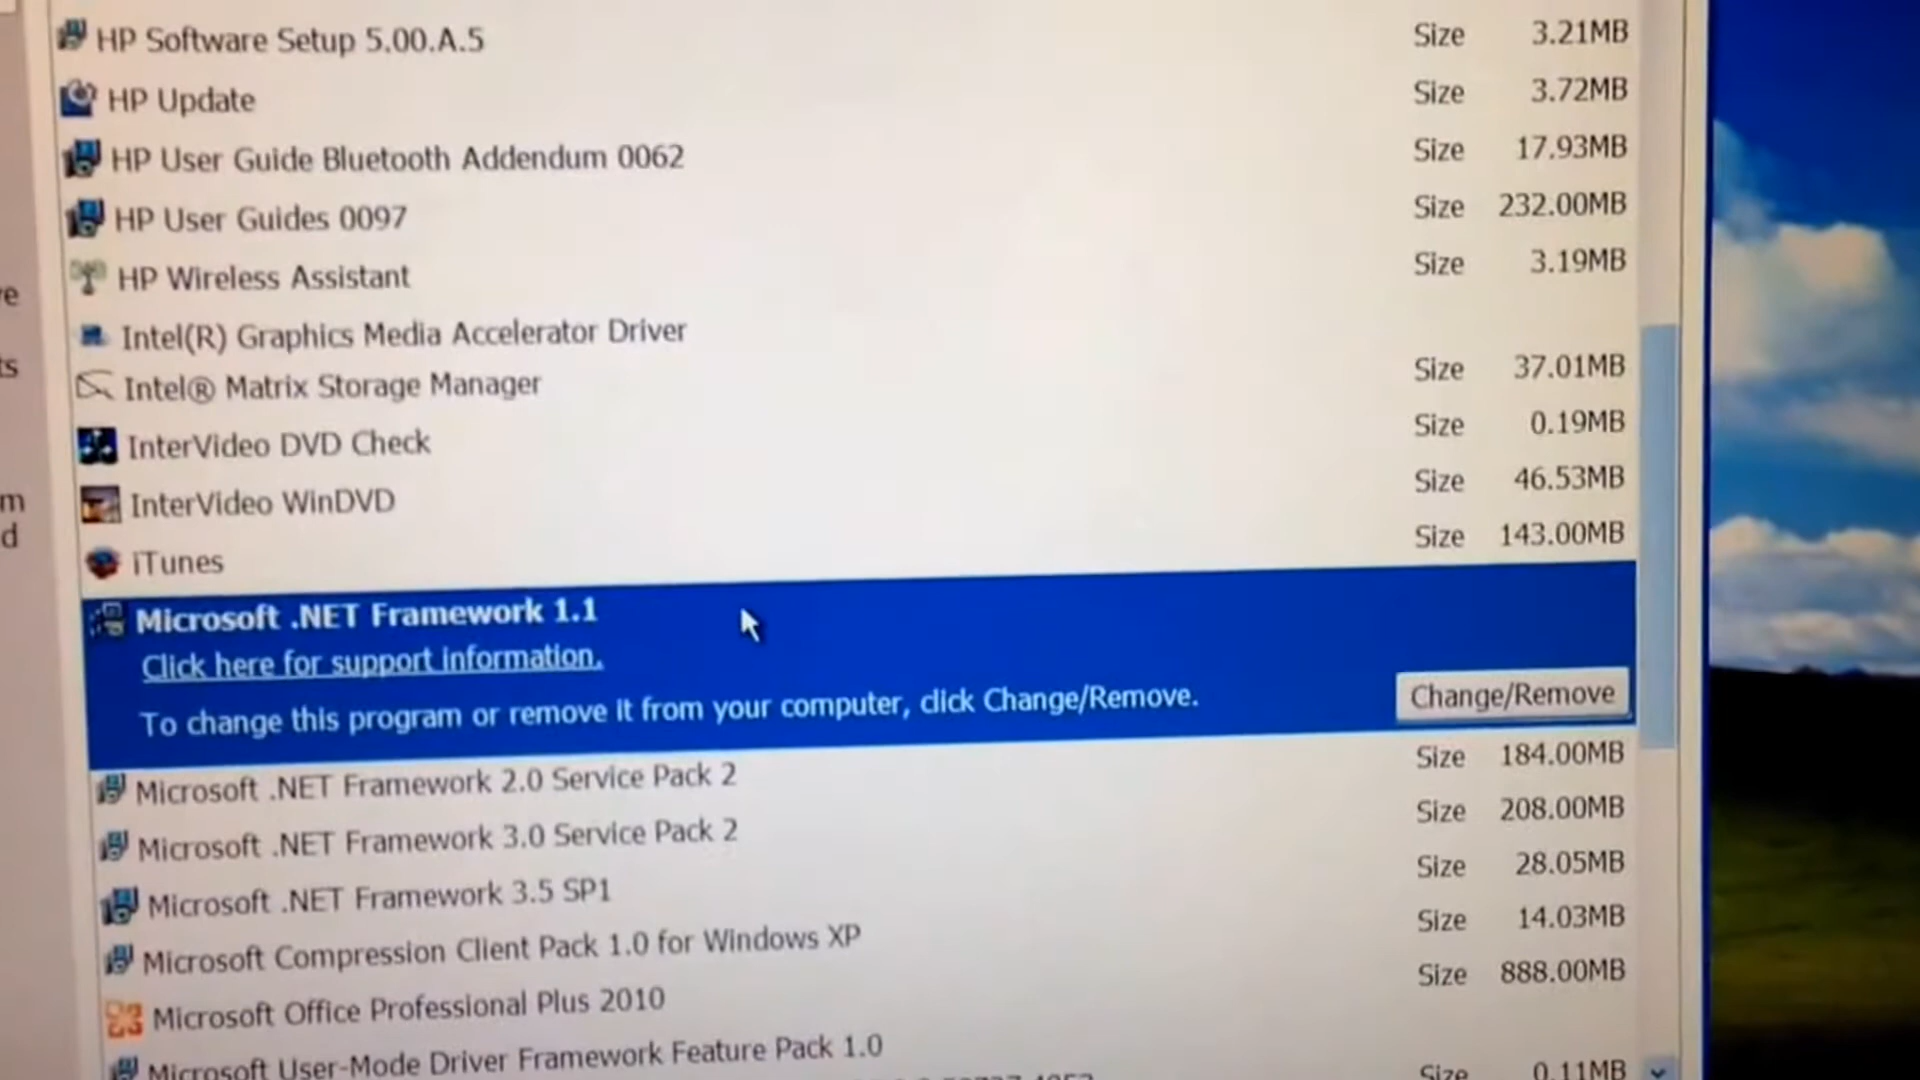 HP Software Setup 5.00.A.5 Size 3.21MB
HP Update Size 3.72MB
HP User Guide Bluetooth Addendum 0062 Size 17.93MB
HP User Guides 0097 Size 232.00MB
HP Wireless Assistant Size 3.19MB
Intel(R) Graphics Media Accelerator Driver
Intel® Matrix Storage Manager Size 37.01MB
InterVideo DVD Check Size 0.19MB
InterVideo WinDVD Size 46.53MB
iTunes Size 143.00MB
Microsoft .NET Framework 1.1
Click here for support information.
To change this program or remove it from your computer, click Change/Remove. Change/Remove
Microsoft .NET Framework 2.0 Service Pack 2 Size 184.00MB
Microsoft .NET Framework 3.0 Service Pack 2 Size 208.00MB
Microsoft .NET Framework 3.5 SP1 Size 28.05MB
Microsoft Compression Client Pack 1.0 for Windows XP Size 14.03MB
Microsoft Office Professional Plus 2010 Size 888.00MB
Microsoft User-Mode Driver Framework Feature Pack 1.0
Size 0.11MB